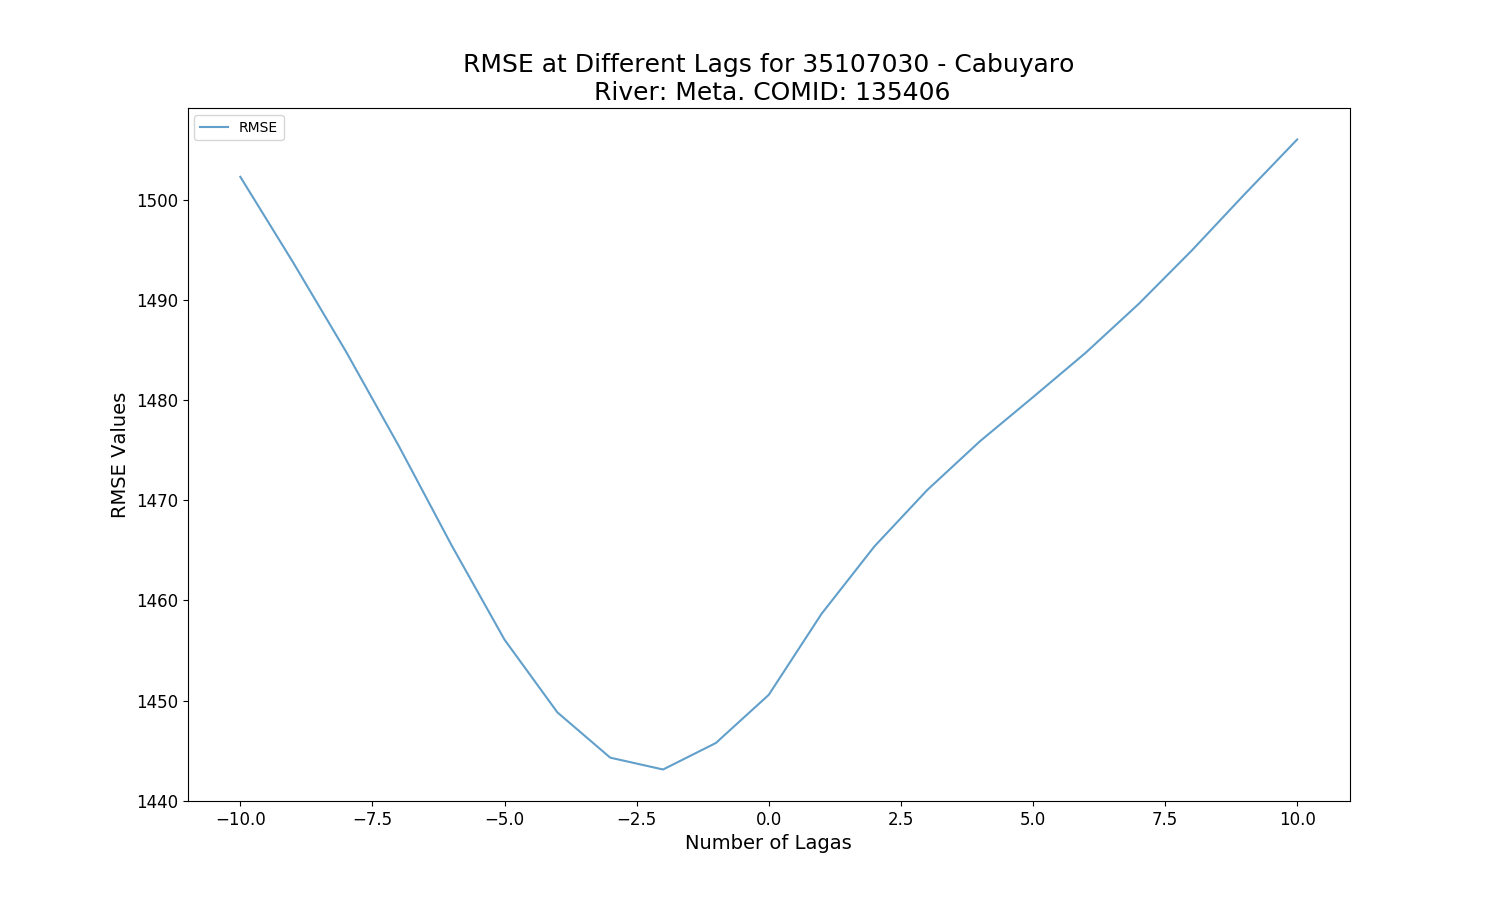 RMSE at Different Lags for 35107030 - Cabuyaro
River: Meta. COMID: 135406
RMSE
1500
1490
1480
1470
1460
1450
1440
RMSE Values
−10.0 −7.5 −5.0 −2.5 0.0 2.5 5.0 7.5 10.0
Number of Lagas